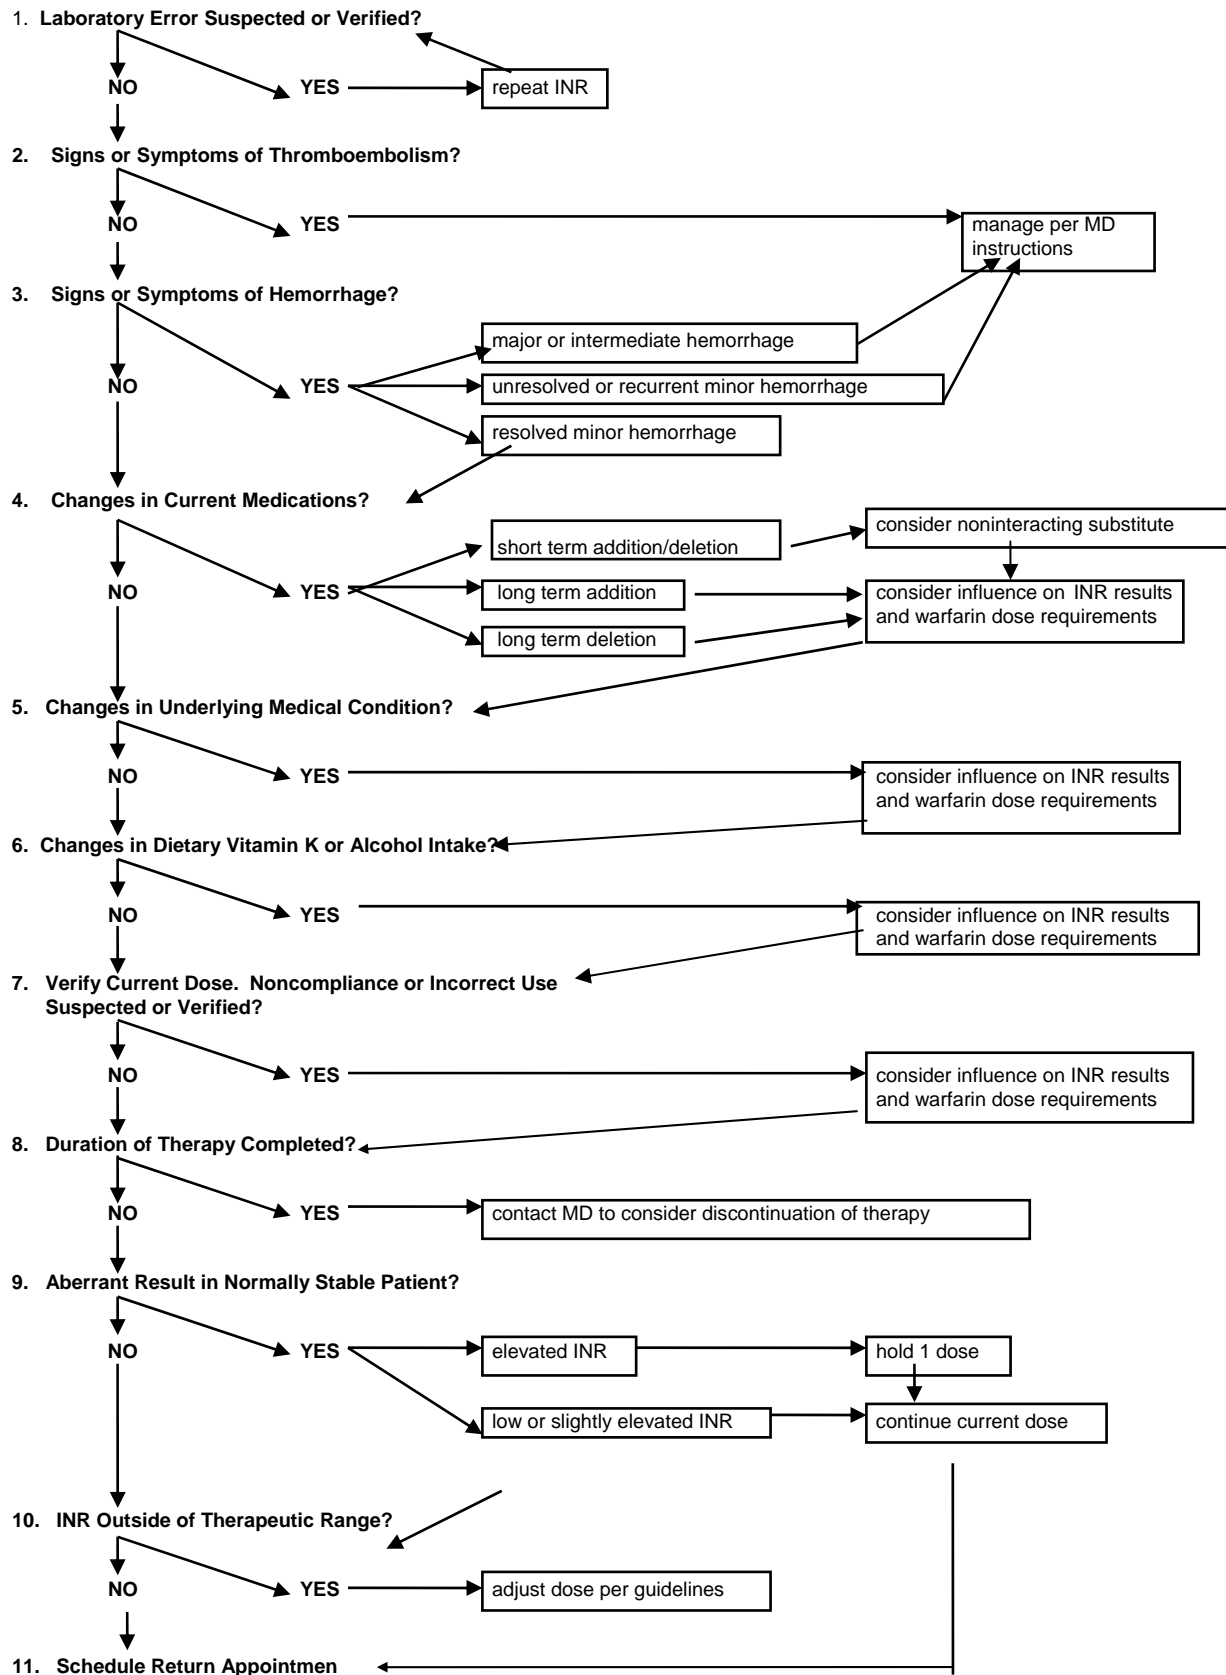 1. Laboratory Error Suspected or Verified?
NO
YES
repeat INR
2. Signs or Symptoms of Thromboembolism?
NO
YES
manage per MD
instructions
3. Signs or Symptoms of Hemorrhage?
major or intermediate hemorrhage
NO
YES
unresolved or recurrent minor hemorrhage
resolved minor hemorrhage
4. Changes in Current Medications?
short term addition/deletion
consider noninteracting substitute
NO
YES
long term addition
consider influence on INR results
and warfarin dose requirements
long term deletion
5. Changes in Underlying Medical Condition?
NO
YES
consider influence on INR results
and warfarin dose requirements
6. Changes in Dietary Vitamin K or Alcohol Intake?
NO
YES
consider influence on INR results
and warfarin dose requirements
7. Verify Current Dose. Noncompliance or Incorrect Use
Suspected or Verified?
NO
YES
consider influence on INR results
and warfarin dose requirements
8. Duration of Therapy Completed?
NO
YES
contact MD to consider discontinuation of therapy
9. Aberrant Result in Normally Stable Patient?
NO
YES
elevated INR
hold 1 dose
low or slightly elevated INR
continue current dose
10. INR Outside of Therapeutic Range?
NO
YES
adjust dose per guidelines
11. Schedule Return Appointmen